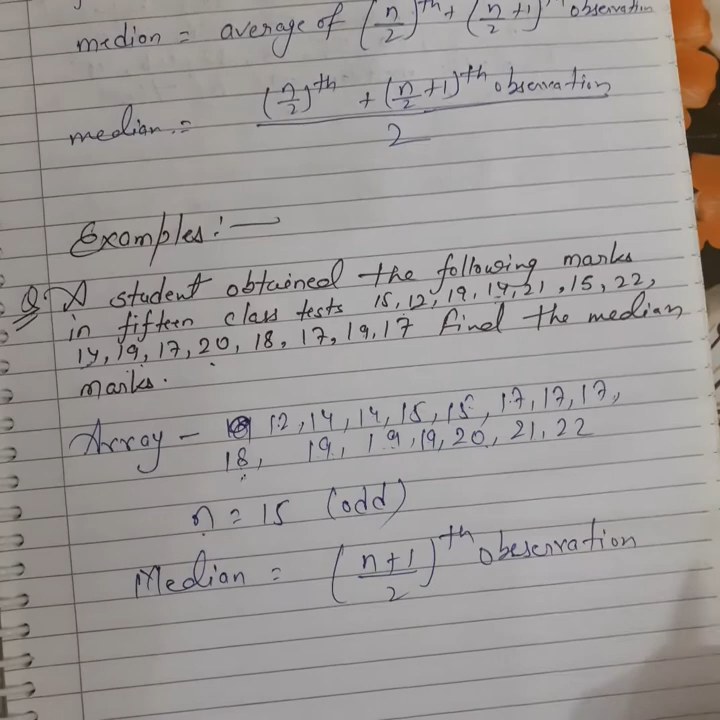 median = average of (n/2)th + (n/2 +1)th observation
median = (n/2)th + (n/2 +1)th observation / 2
Examples:—
Q. A student obtained the following marks
in fifteen class tests 15, 12, 19, 14, 21, 15, 22,
14, 19, 17, 20, 18, 17, 19, 17 find the median
marks.
Array - 12, 14, 14, 15, 15, 17, 17, 17,
18, 19, 19, 19, 20, 21, 22
n = 15 (odd)
Median = (n+1/2)th obeservation